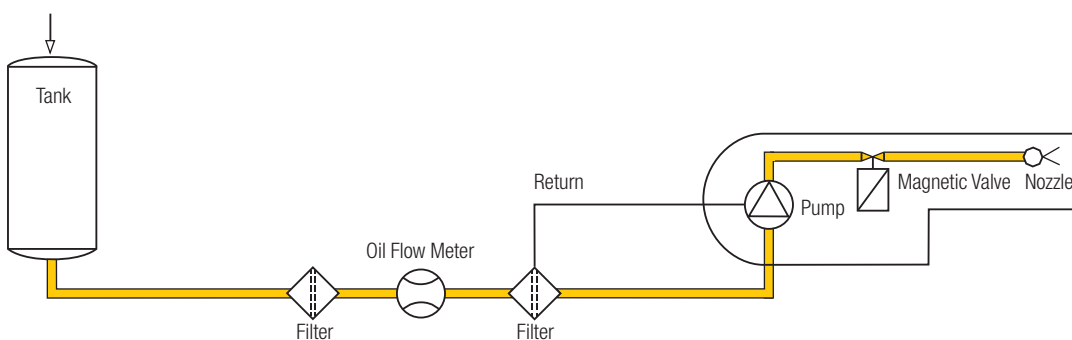 Tank
Return
Magnetic Valve
Nozzle
Pump
Oil Flow Meter
Filter
Filter